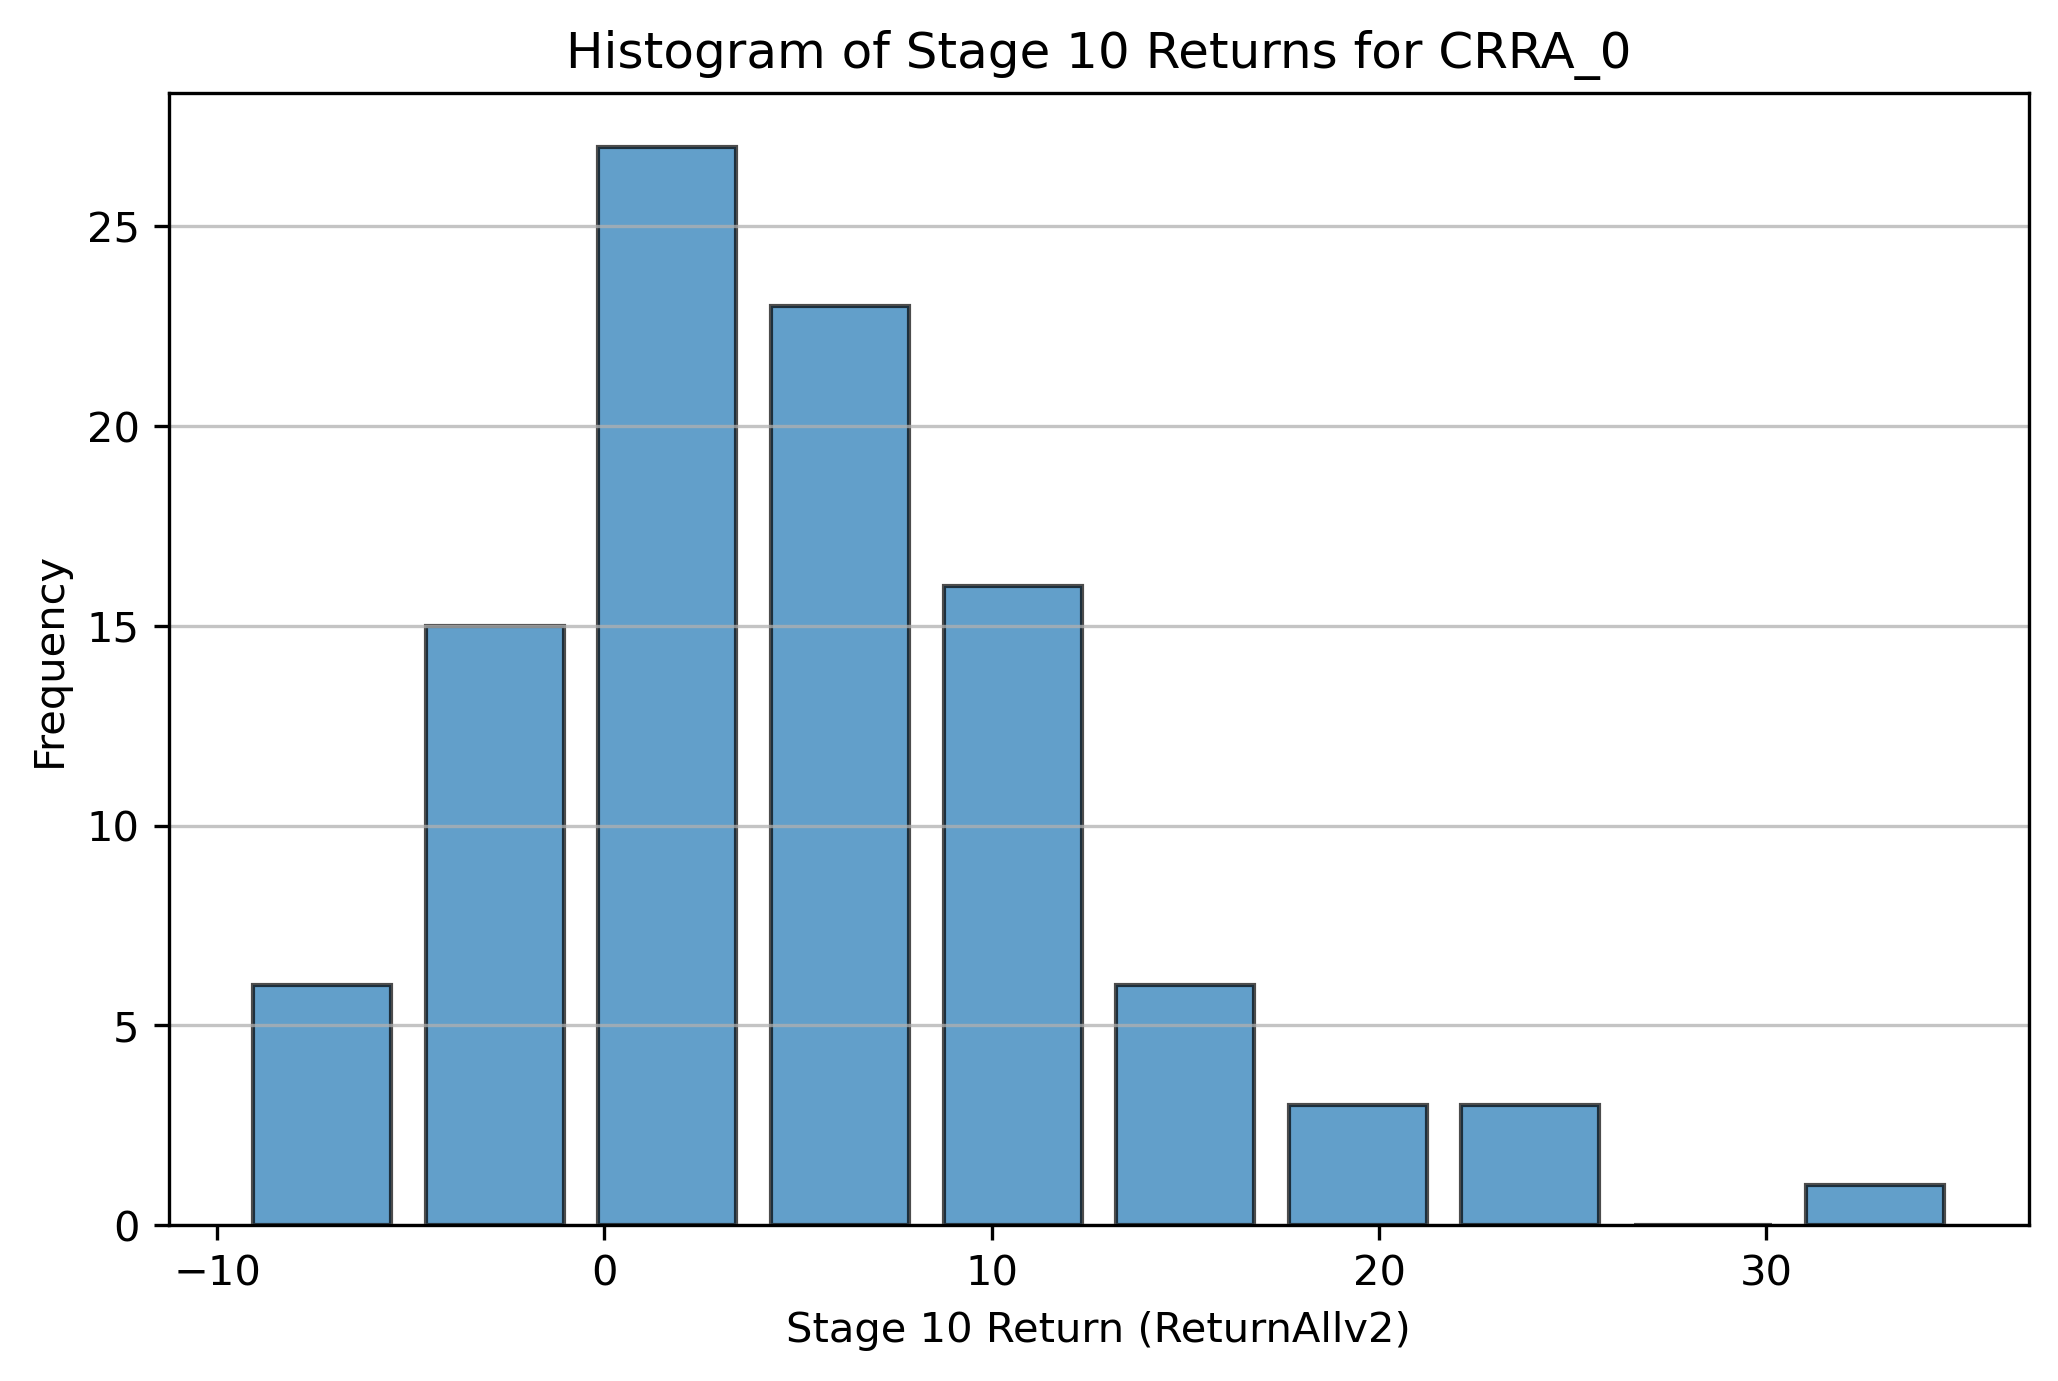 Histogram of Stage 10 Returns for CRRA_0
25
20
15
10
5
0
Frequency
−10 0 10 20 30
Stage 10 Return (ReturnAllv2)